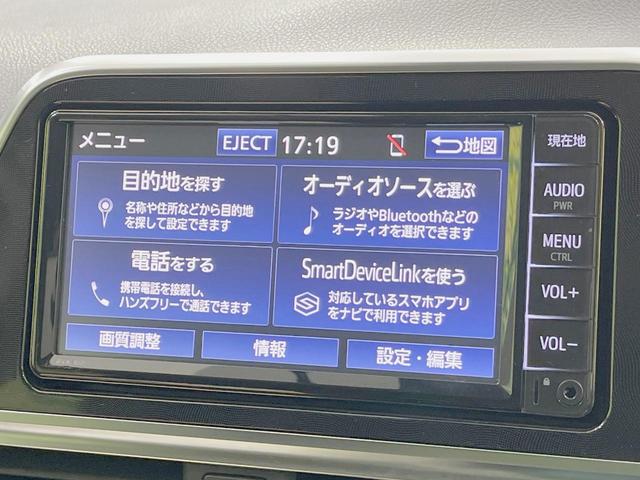 メニュー
EJECT
17:19
地図
目的地を探す
名称や住所などから目的地
を探して設定できます
オーディオソースを選ぶ
ラジオやBluetoothなどの
オーディオを選択できます
電話をする
携帯電話を接続し、
ハンズフリーで通話できます
SmartDeviceLinkを使う
対応しているスマホアプリ
をナビで利用できます
画質調整
情報
設定・編集
現在地
AUDIO
PWR
MENU
CTRL
VOL+
VOL−